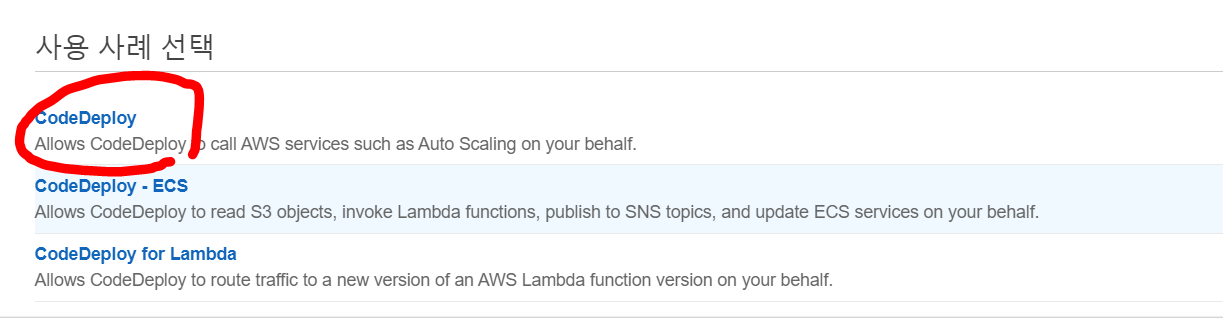 사용 사례 선택
CodeDeploy
Allows CodeDeploy to call AWS services such as Auto Scaling on your behalf.
CodeDeploy - ECS
Allows CodeDeploy to read S3 objects, invoke Lambda functions, publish to SNS topics, and update ECS services on your behalf.
CodeDeploy for Lambda
Allows CodeDeploy to route traffic to a new version of an AWS Lambda function version on your behalf.